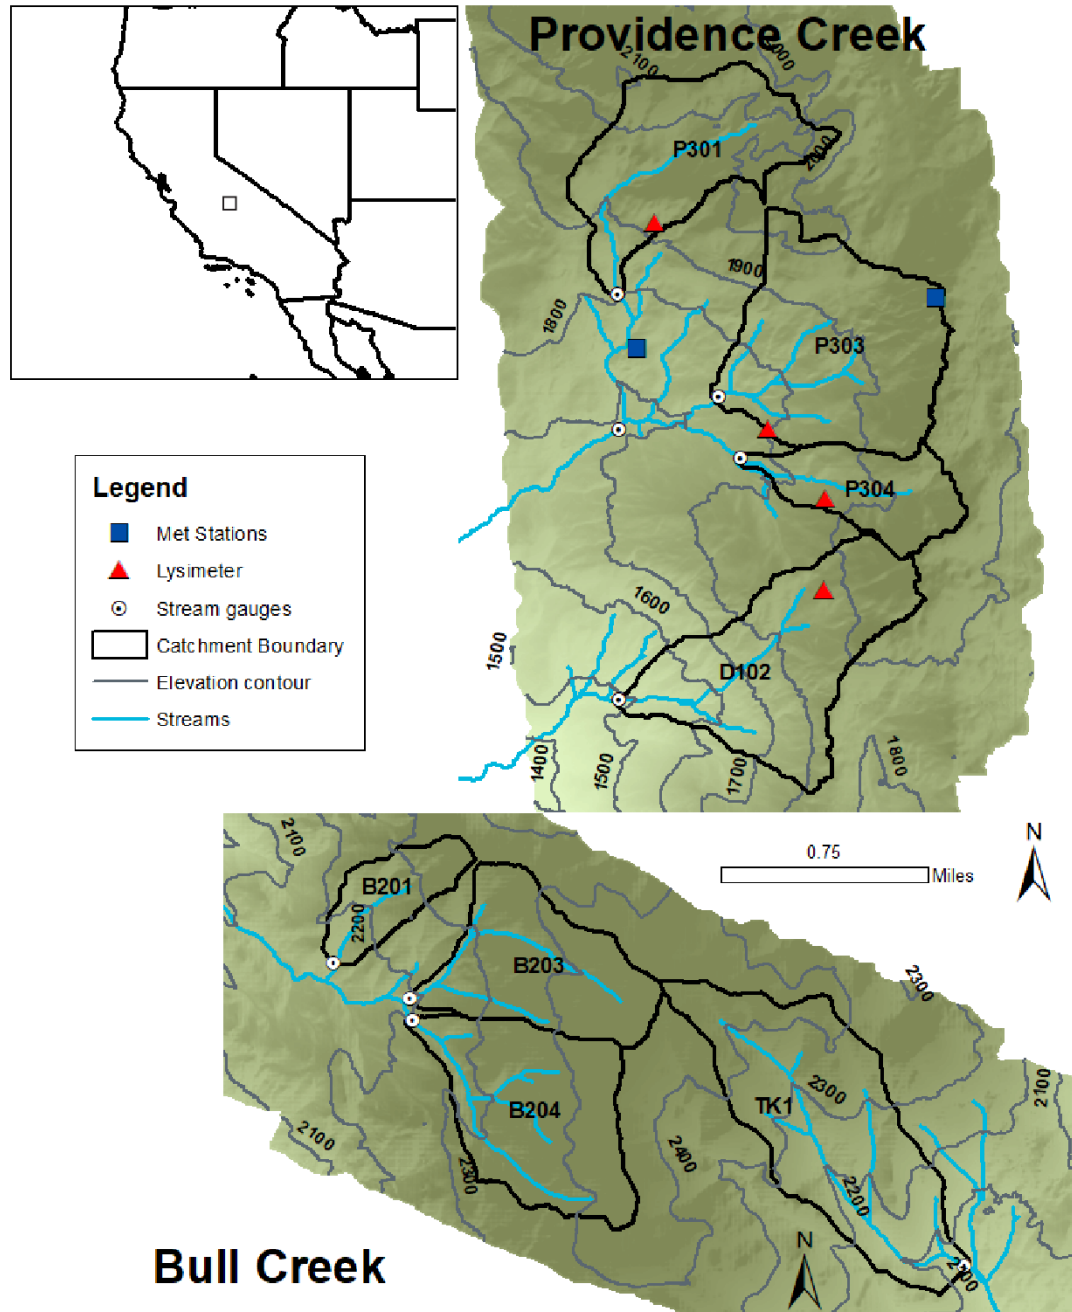 Providence Creek
2100
2000
P301
2000
1900
1800
P303
P304
Legend
Met Stations
Lysimeter
Stream gauges
Catchment Boundary
Elevation contour
Streams
1600
1500
D102
1400
1500
1700
1800
2100
0.75
Miles
N
B201
2200
B203
2300
2300
2100
TK1
B204
2100
2300
2400
2200
N
Bull Creek